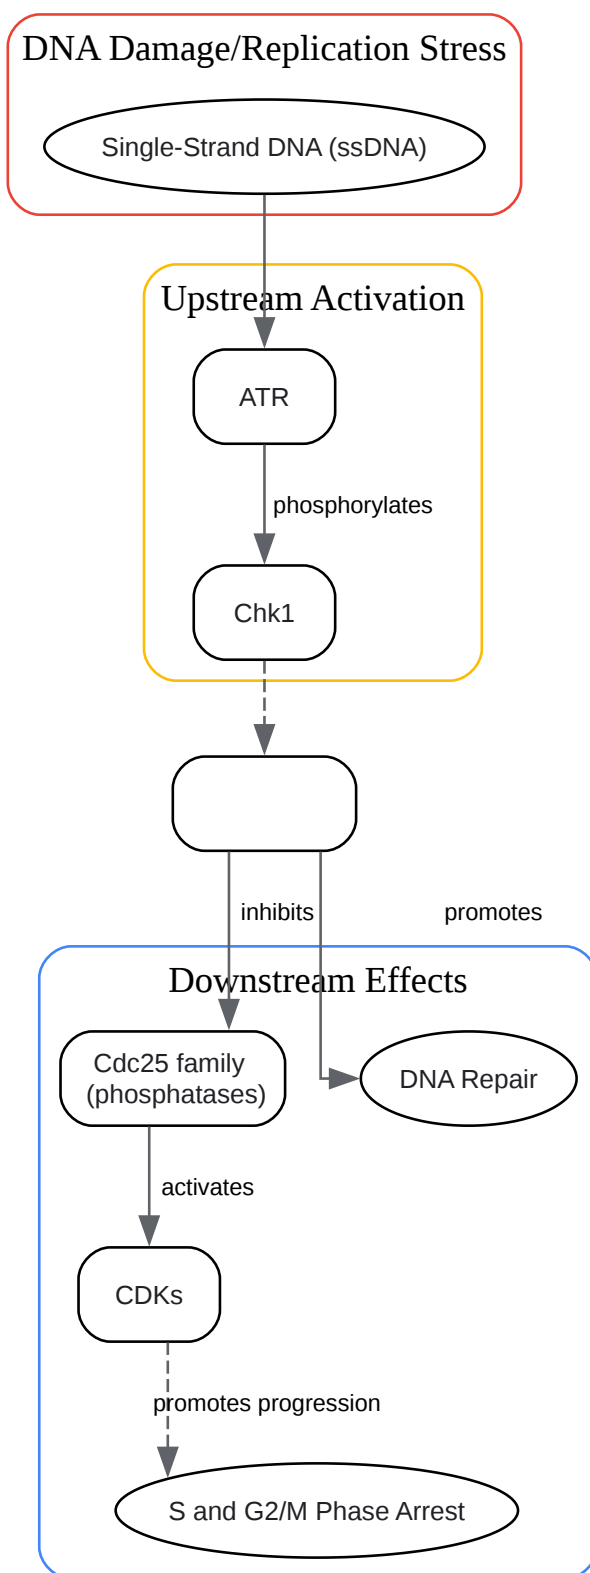 DNA Damage/Replication Stress
Single-Strand DNA (ssDNA)
Upstream Activation
ATR
phosphorylates
Chk1
inhibits
promotes
Downstream Effects
Cdc25 family
(phosphatases)
DNA Repair
activates
CDKs
promotes progression
S and G2/M Phase Arrest